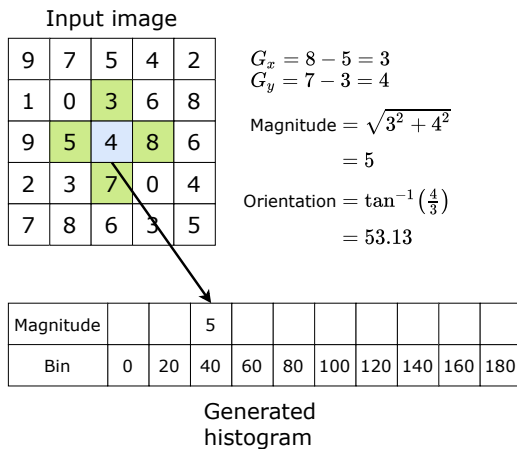 Input image
9 7 5 4 2
1 0 3 6 8
9 5 4 8 6
2 3 7 0 4
7 8 6 3 5
G_x = 8 − 5 = 3
G_y = 7 − 3 = 4
Magnitude = √(3² + 4²)
= 5
Orientation = tan⁻¹(4/3)
= 53.13
Magnitude 5
Bin 0 20 40 60 80 100 120 140 160 180
Generated
histogram